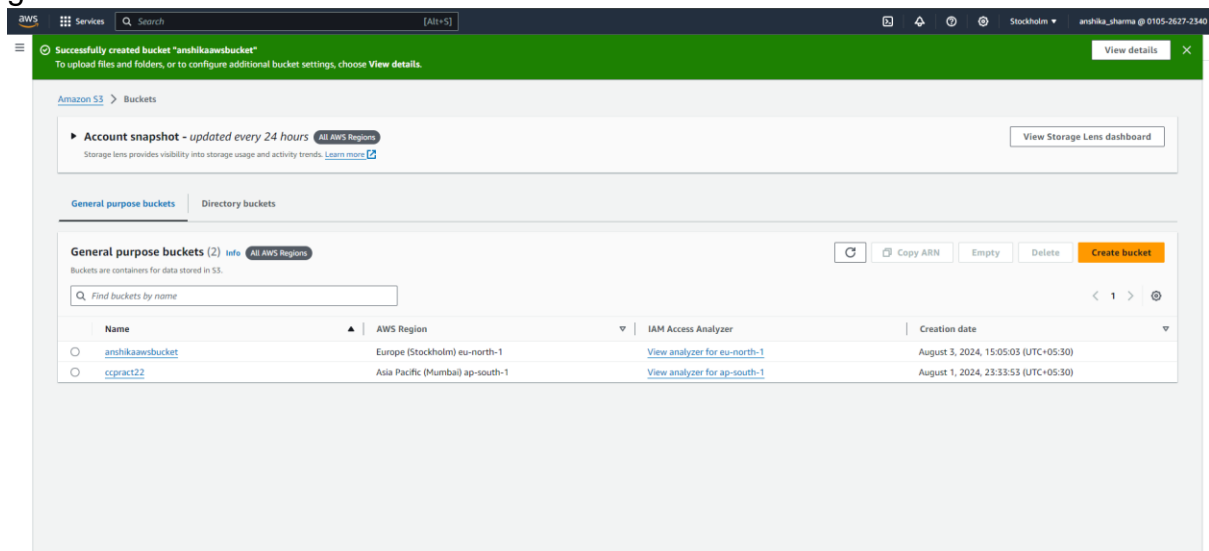 g
aws Services Search [Alt+S] Stockholm ▼ anshika_sharma @ 0105-2627-2340
Successfully created bucket "anshikaawsbucket"
To upload files and folders, or to configure additional bucket settings, choose View details.
View details
Amazon S3 > Buckets
Account snapshot - updated every 24 hours All AWS Regions
Storage lens provides visibility into storage usage and activity trends. Learn more
View Storage Lens dashboard
General purpose buckets Directory buckets
General purpose buckets (2) Info All AWS Regions
Buckets are containers for data stored in S3.
Copy ARN Empty Delete Create bucket
Find buckets by name
< 1 >
Name AWS Region IAM Access Analyzer Creation date
anshikaawsbucket Europe (Stockholm) eu-north-1 View analyzer for eu-north-1 August 3, 2024, 15:05:03 (UTC+05:30)
ccpract22 Asia Pacific (Mumbai) ap-south-1 View analyzer for ap-south-1 August 1, 2024, 23:33:53 (UTC+05:30)